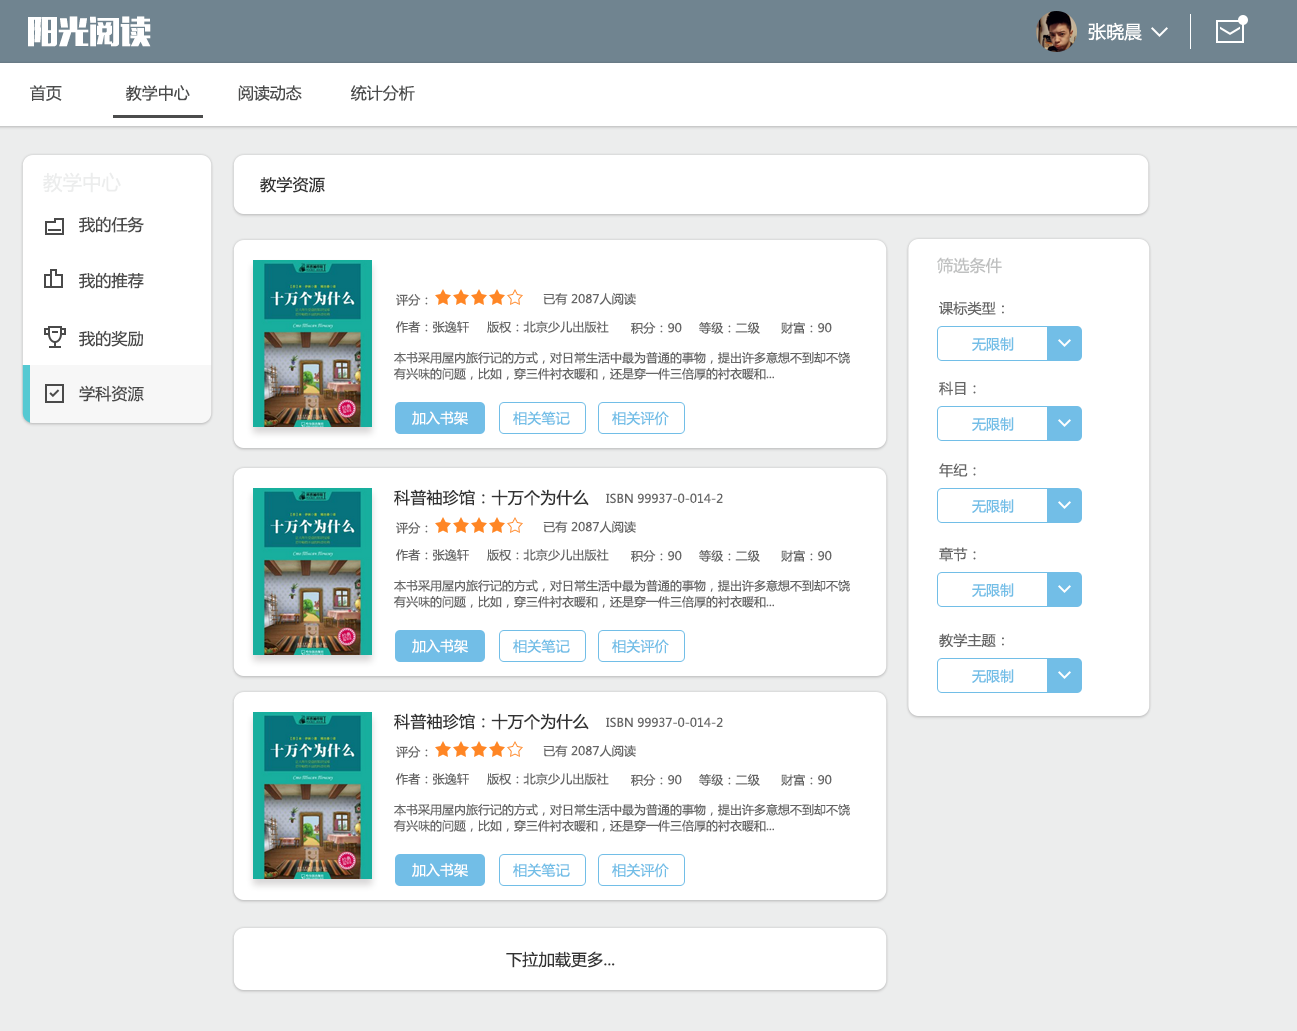 阳光阅读
张晓晨
首页
教学中心
阅读动态
统计分析
教学中心
我的任务
我的推荐
我的奖励
学科资源
教学资源
十万个为什么
评分：
已有 2087人阅读
作者：张逸轩 版权：北京少儿出版社 积分：90 等级：二级 财富：90
本书采用屋内旅行记的方式，对日常生活中最为普通的事物，提出许多意想不到却不饶
有兴味的问题，比如，穿三件衬衣暖和，还是穿一件三倍厚的衬衣暖和...
加入书架
相关笔记
相关评价
十万个为什么
科普袖珍馆：十万个为什么 ISBN 99937-0-014-2
评分：
已有 2087人阅读
作者：张逸轩 版权：北京少儿出版社 积分：90 等级：二级 财富：90
本书采用屋内旅行记的方式，对日常生活中最为普通的事物，提出许多意想不到却不饶
有兴味的问题，比如，穿三件衬衣暖和，还是穿一件三倍厚的衬衣暖和...
加入书架
相关笔记
相关评价
十万个为什么
科普袖珍馆：十万个为什么 ISBN 99937-0-014-2
评分：
已有 2087人阅读
作者：张逸轩 版权：北京少儿出版社 积分：90 等级：二级 财富：90
本书采用屋内旅行记的方式，对日常生活中最为普通的事物，提出许多意想不到却不饶
有兴味的问题，比如，穿三件衬衣暖和，还是穿一件三倍厚的衬衣暖和...
加入书架
相关笔记
相关评价
下拉加载更多...
筛选条件
课标类型：
无限制
科目：
无限制
年纪：
无限制
章节：
无限制
教学主题：
无限制